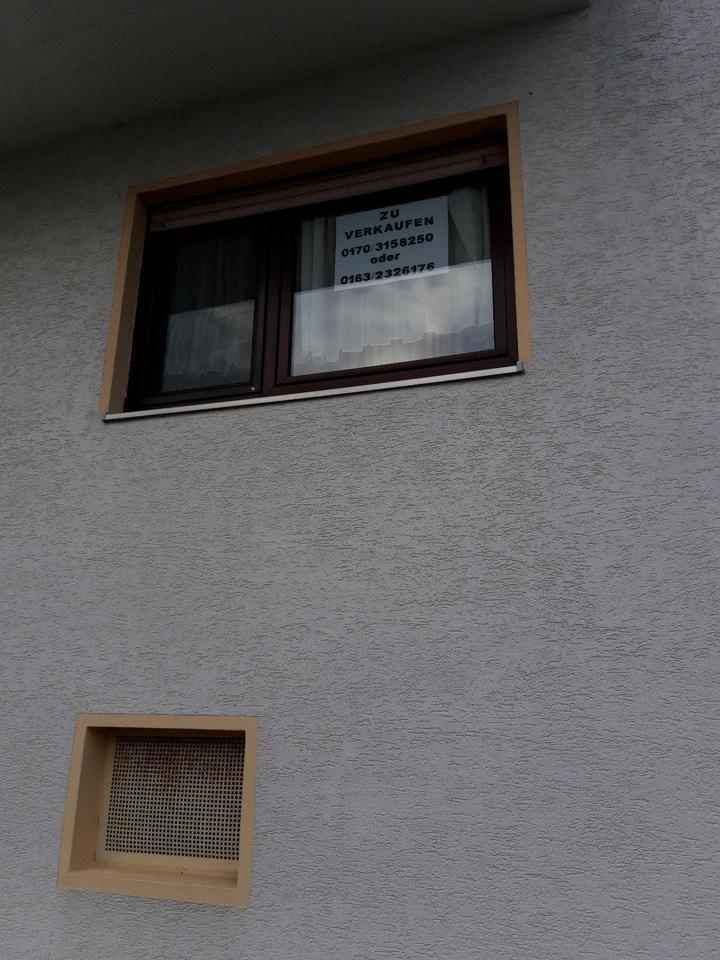 ZU
VERKAUFEN
0170/3158250
oder
0163/2326176